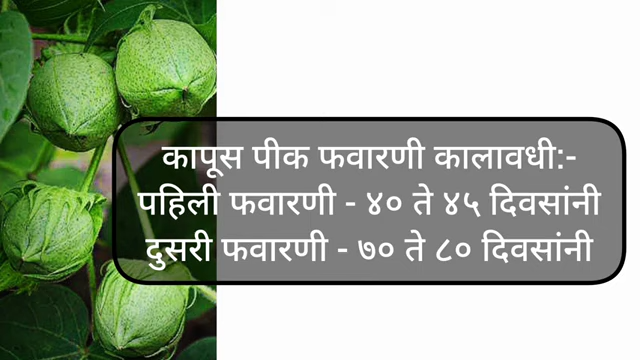 कापूस पीक फवारणी कालावधी:-
पहिली फवारणी - ४० ते ४५ दिवसांनी
दुसरी फवारणी - ७० ते ८० दिवसांनी